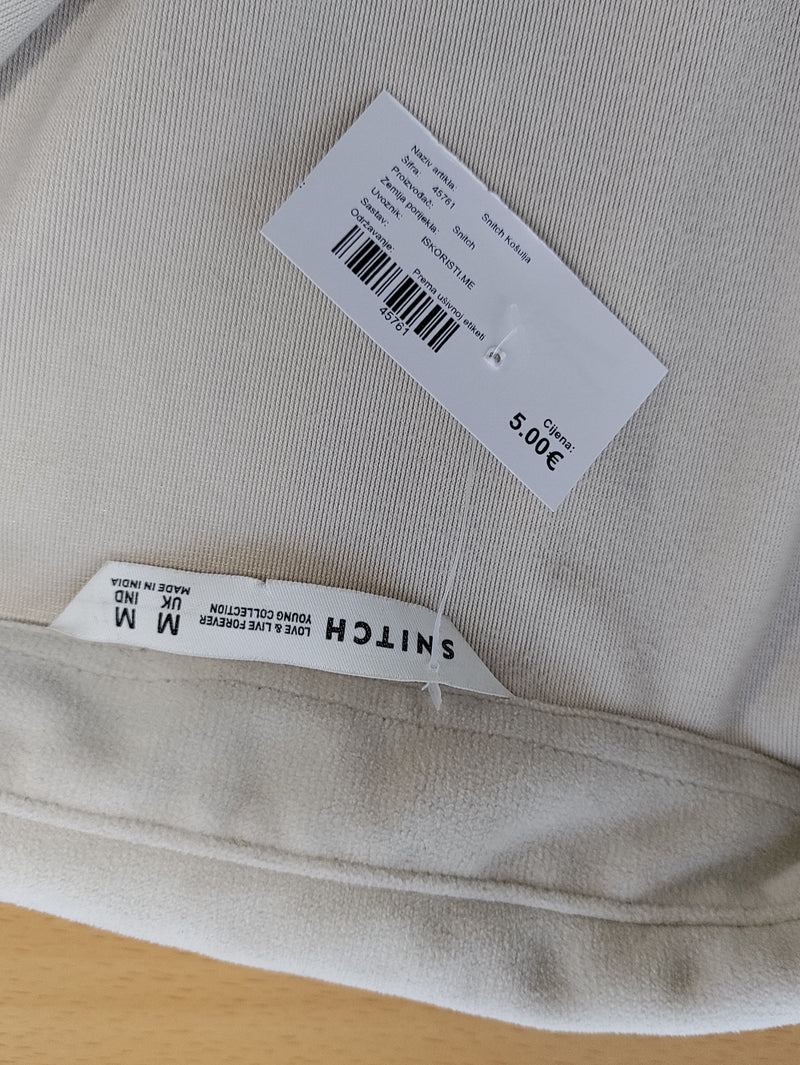 Naziv artikla: Snitch Košulja
Šifra: 45761
Proizvođač: Snitch
Zemlja porijekla:
Uvoznik: ISKORISTI.ME
Sastav:
Održavanje: Prema ušivnoj etiketi
45761
Cijena:
5.00€
SNITCH
LOVE & LIVE FOREVER
YOUNG COLLECTION
M M
UK IND
MADE IN INDIA